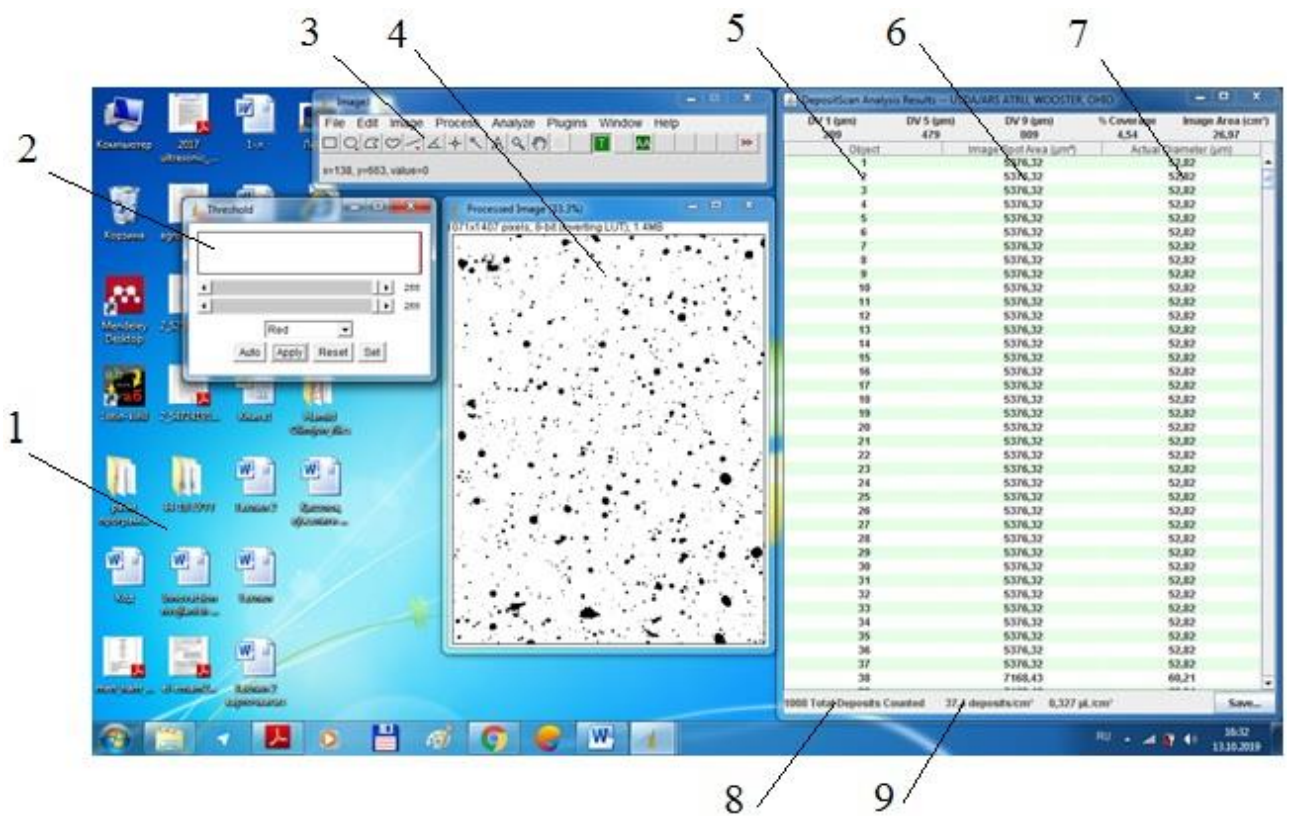 3
4
5
6
7
2
1
8
9
Компьютер
2017
1-л
Корзина
Mendeley
Desktop
Код
ImageJ
File Edit Image Process Analyze Plugins Window Help
x=138, y=663, value=0
Threshold
Red
Auto Apply Reset Set
Processed Image (33.3%)
1071x1407 pixels, 8-bit (inverting LUT), 1.4MB
DepositScan Analysis Results -- USDA/ARS ATRU, WOOSTER, OHIO
DV 1 (µm) DV 5 (µm) DV 9 (µm) % Coverage Image Area (cm²)
479 809 4,54 26,97
Object Image Spot Area (µm²) Actual Diameter (µm)
1 5376,32 52,82
2 5376,32 52,82
3 5376,32 52,82
4 5376,32 52,82
5 5376,32 52,82
6 5376,32 52,82
7 5376,32 52,82
8 5376,32 52,82
9 5376,32 52,82
10 5376,32 52,82
11 5376,32 52,82
12 5376,32 52,82
13 5376,32 52,82
14 5376,32 52,82
15 5376,32 52,82
16 5376,32 52,82
17 5376,32 52,82
18 5376,32 52,82
19 5376,32 52,82
20 5376,32 52,82
21 5376,32 52,82
22 5376,32 52,82
23 5376,32 52,82
24 5376,32 52,82
25 5376,32 52,82
26 5376,32 52,82
27 5376,32 52,82
28 5376,32 52,82
29 5376,32 52,82
30 5376,32 52,82
31 5376,32 52,82
32 5376,32 52,82
33 5376,32 52,82
34 5376,32 52,82
35 5376,32 52,82
36 5376,32 52,82
37 5376,32 52,82
38 7168,43 60,21
Total Deposits Counted deposits/cm² 0,327 µL/cm² Save...
RU
16:32
13.10.2019